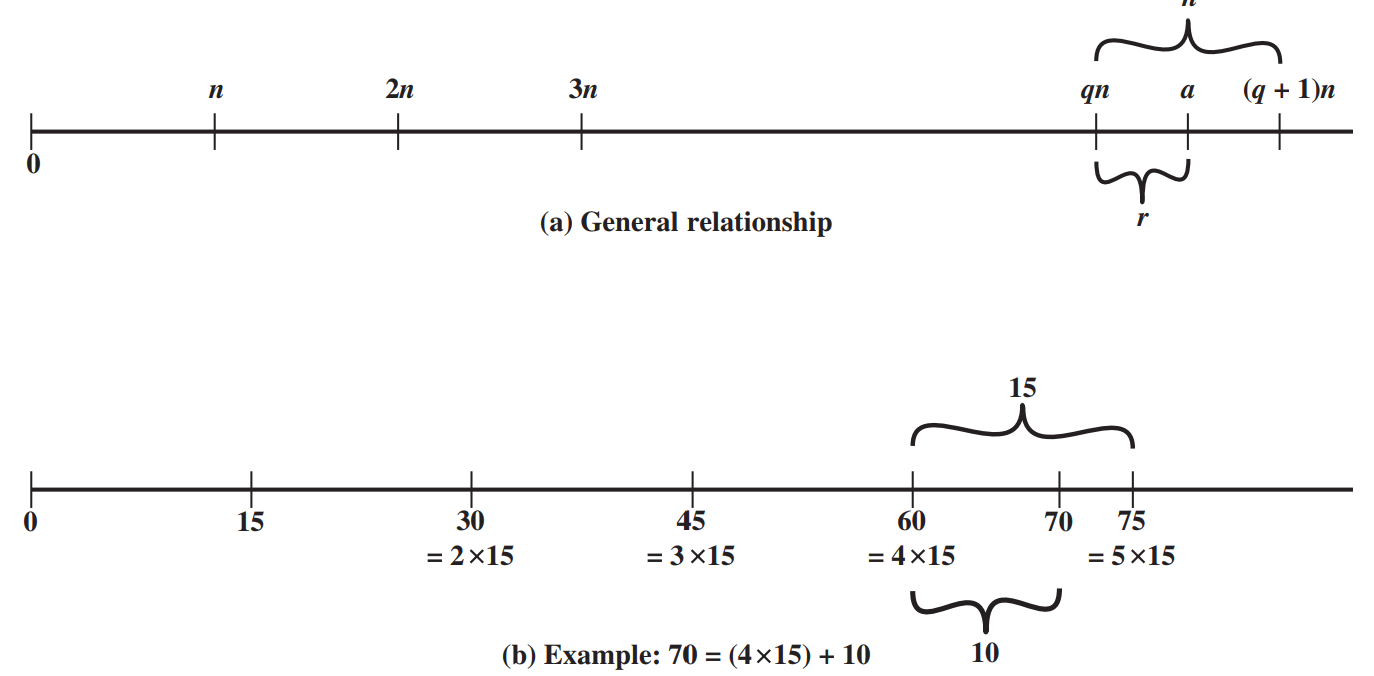 n
n 2n 3n qn a (q + 1)n
0
r
(a) General relationship
15
0 15 30 45 60 70 75
= 2 ×15 = 3 ×15 = 4 ×15 = 5 ×15
(b) Example: 70 = (4 ×15) + 10 10